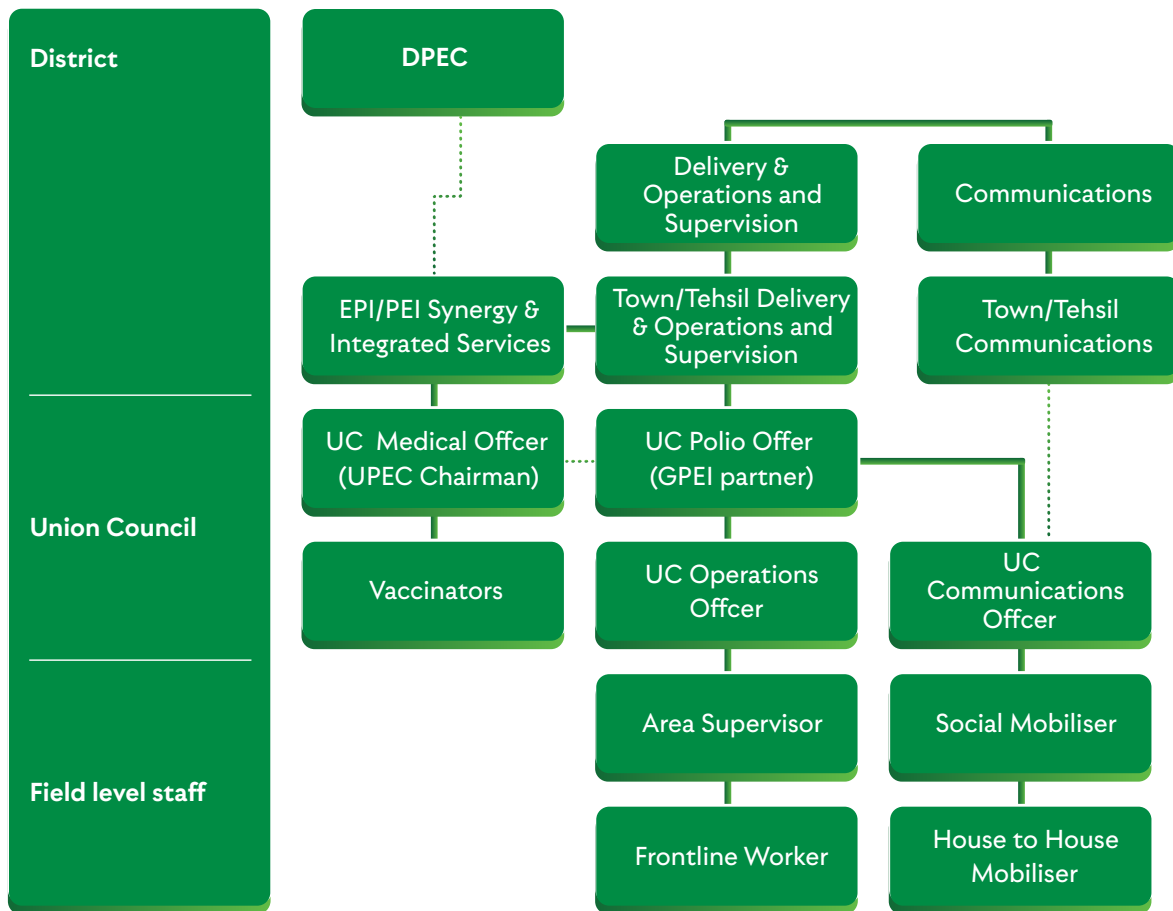 District
DPEC
Delivery &
Operations and
Supervision
Communications
EPI/PEI Synergy &
Integrated Services
Town/Tehsil Delivery
& Operations and
Supervision
Town/Tehsil
Communications
UC Medical Offcer
(UPEC Chairman)
UC Polio Offer
(GPEI partner)
Union Council
Vaccinators
UC Operations
Offcer
UC
Communications
Offcer
Area Supervisor
Social Mobiliser
Field level staff
Frontline Worker
House to House
Mobiliser